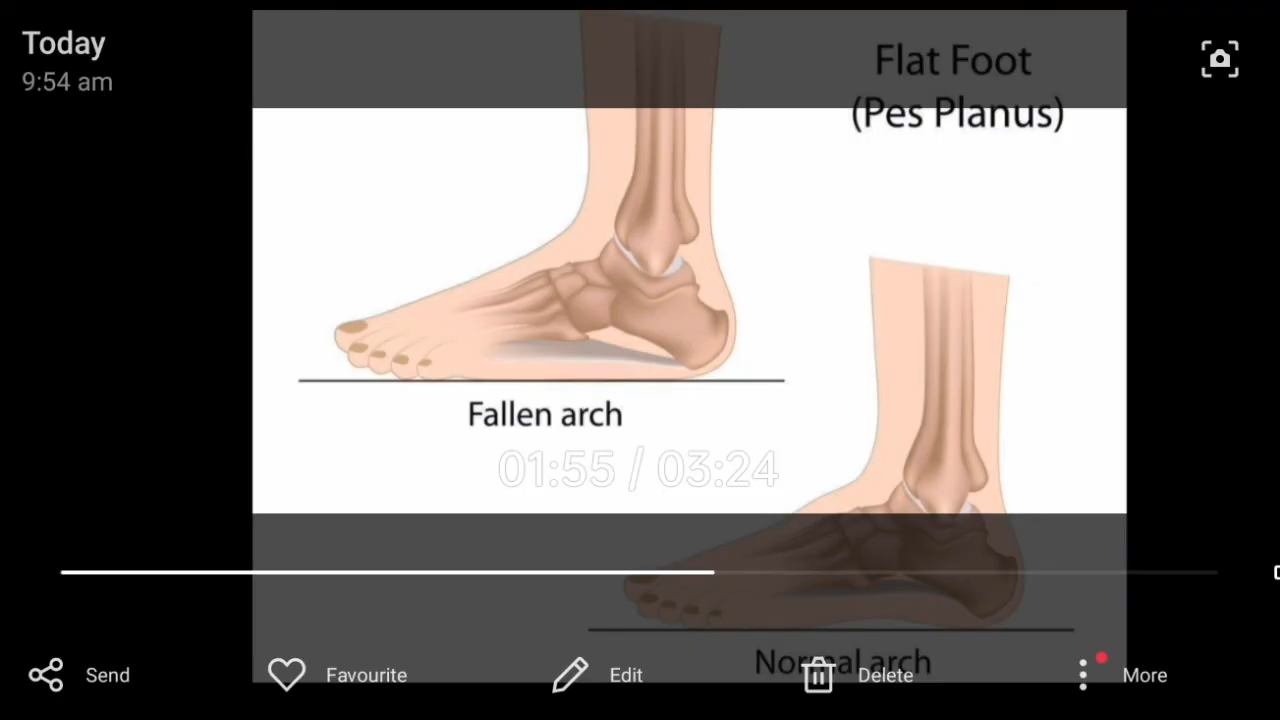 Today
9:54 am
Flat Foot
(Pes Planus)
Fallen arch
01:55 / 03:24
Normal arch
Send
Favourite
Edit
Delete
More